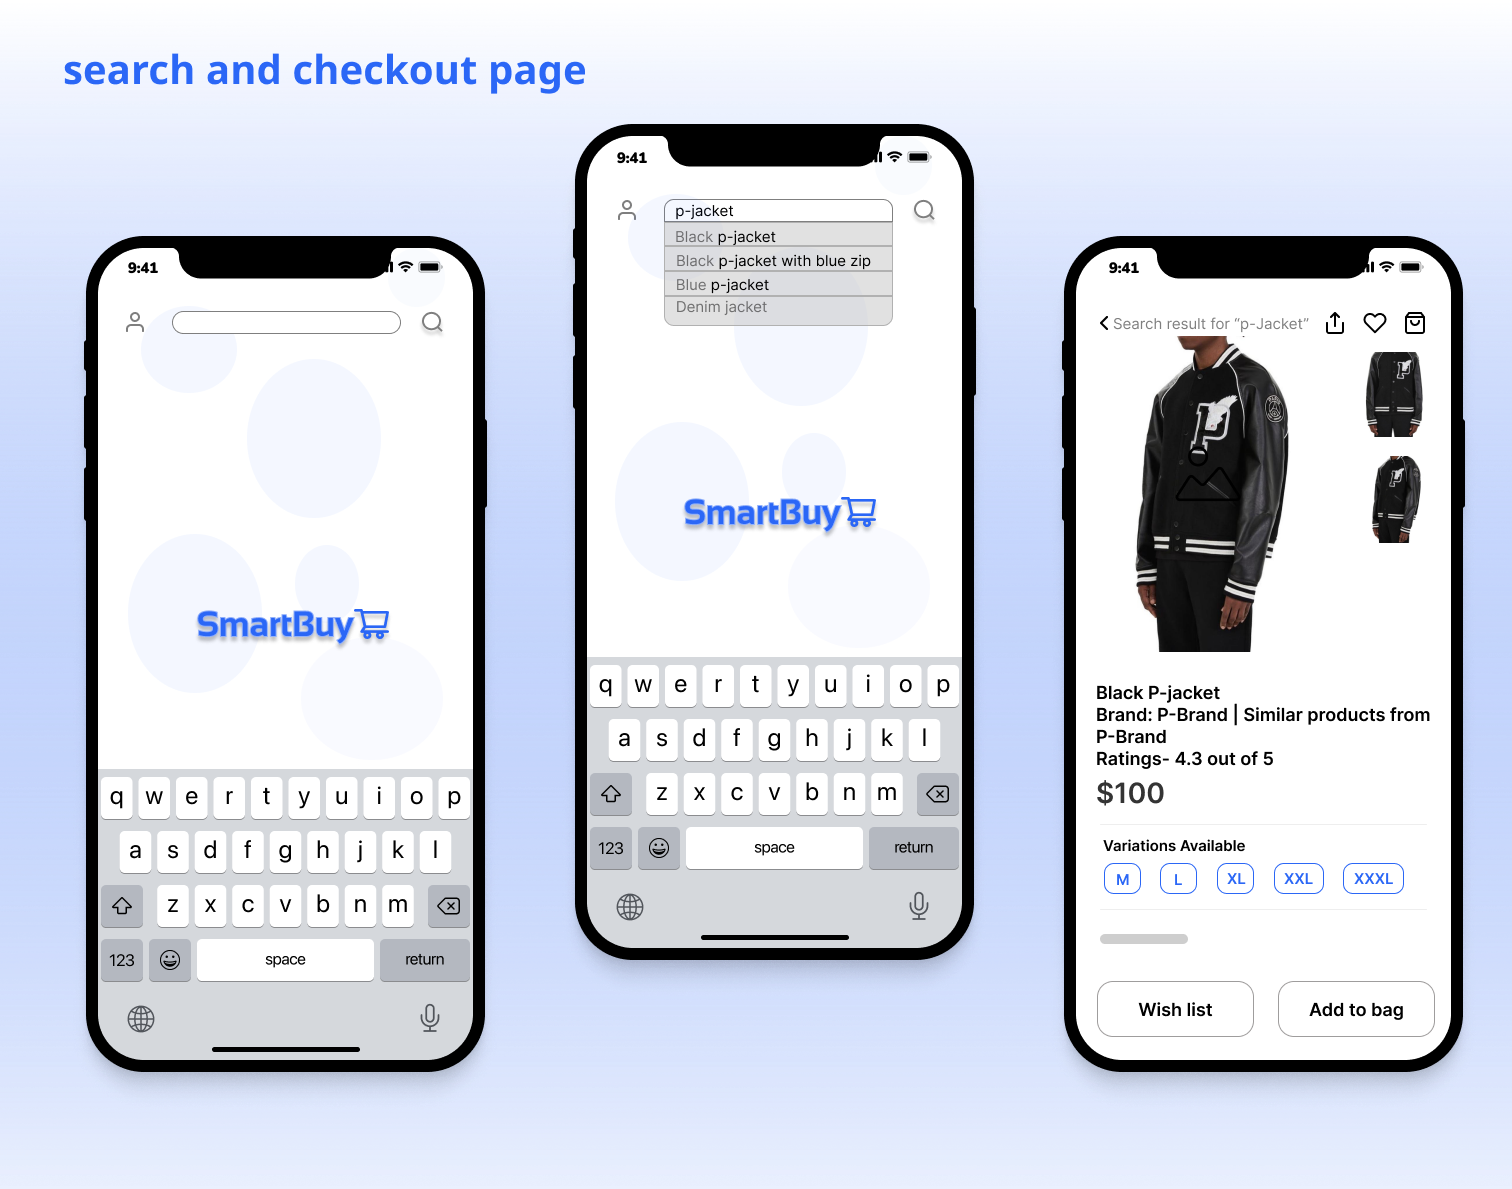 search and checkout page
9:41
SmartBuy
q w e r t y u i o p
a s d f g h j k l
z x c v b n m
123 space return
9:41
p-jacket
Black p-jacket
Black p-jacket with blue zip
Blue p-jacket
Denim jacket
SmartBuy
q w e r t y u i o p
a s d f g h j k l
z x c v b n m
123 space return
9:41
Search result for “p-Jacket”
P
P
P
Black P-jacket
Brand: P-Brand | Similar products from
P-Brand
Ratings- 4.3 out of 5
$100
Variations Available
M L XL XXL XXXL
Wish list Add to bag